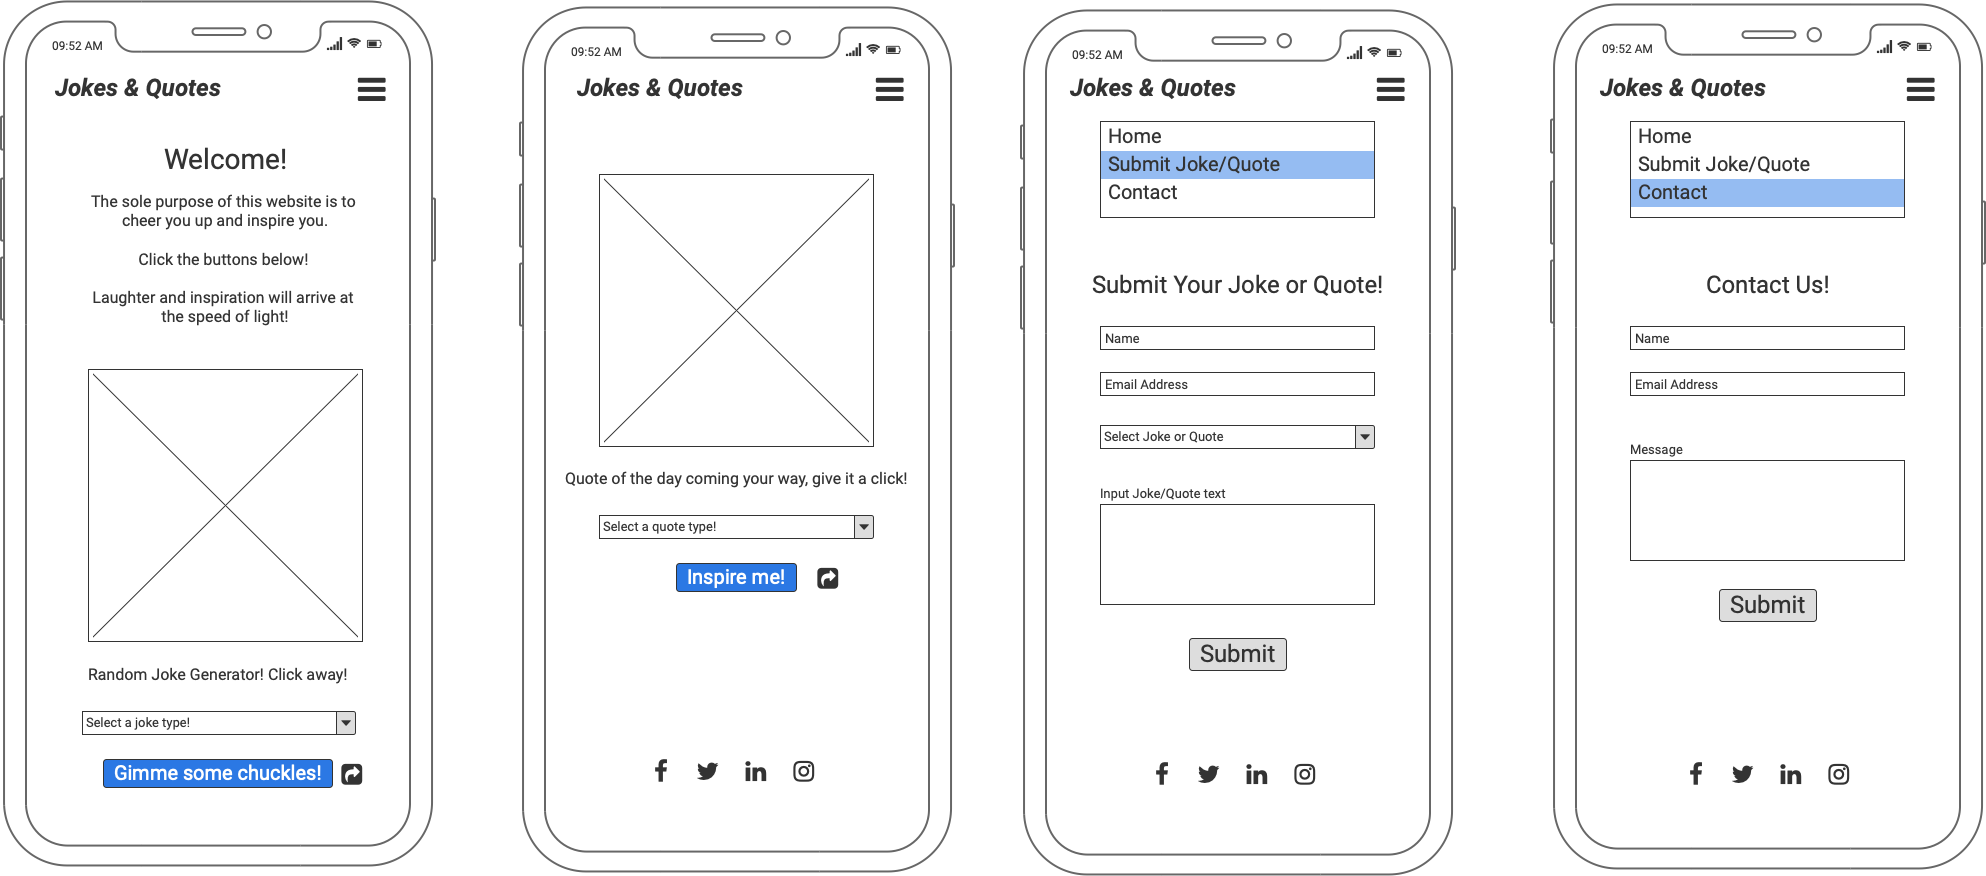 09:52 AM
Jokes & Quotes
Welcome!
The sole purpose of this website is to
cheer you up and inspire you.
Click the buttons below!
Laughter and inspiration will arrive at
the speed of light!
Random Joke Generator! Click away!
Select a joke type!
Gimme some chuckles!
09:52 AM
Jokes & Quotes
Quote of the day coming your way, give it a click!
Select a quote type!
Inspire me!
09:52 AM
Jokes & Quotes
Home
Submit Joke/Quote
Contact
Submit Your Joke or Quote!
Name
Email Address
Select Joke or Quote
Input Joke/Quote text
Submit
09:52 AM
Jokes & Quotes
Home
Submit Joke/Quote
Contact
Contact Us!
Name
Email Address
Message
Submit